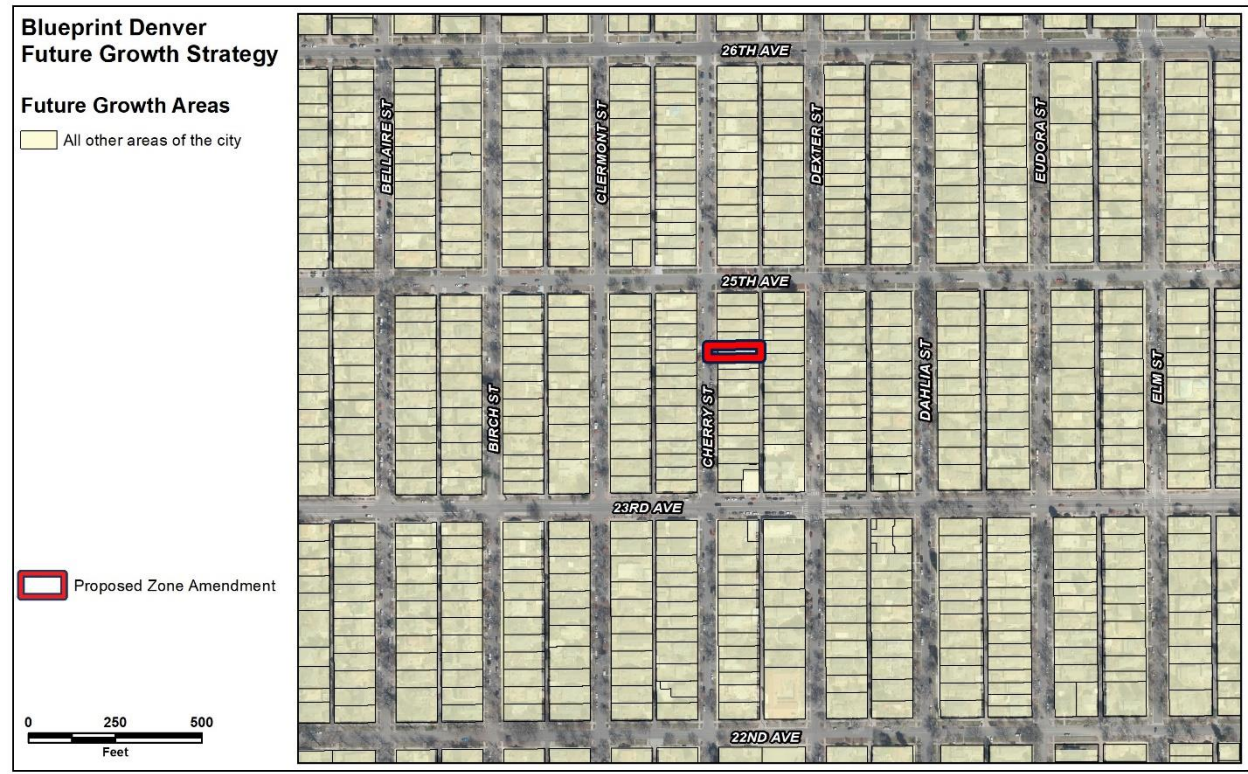 Blueprint Denver
Future Growth Strategy
Future Growth Areas
All other areas of the city
Proposed Zone Amendment
0 250 500
Feet
26TH AVE
BELLAIRE ST
CLERMONT ST
DEXTER ST
EUDORA ST
25TH AVE
BIRCH ST
CHERRY ST
DAHLIA ST
ELM ST
23RD AVE
22ND AVE